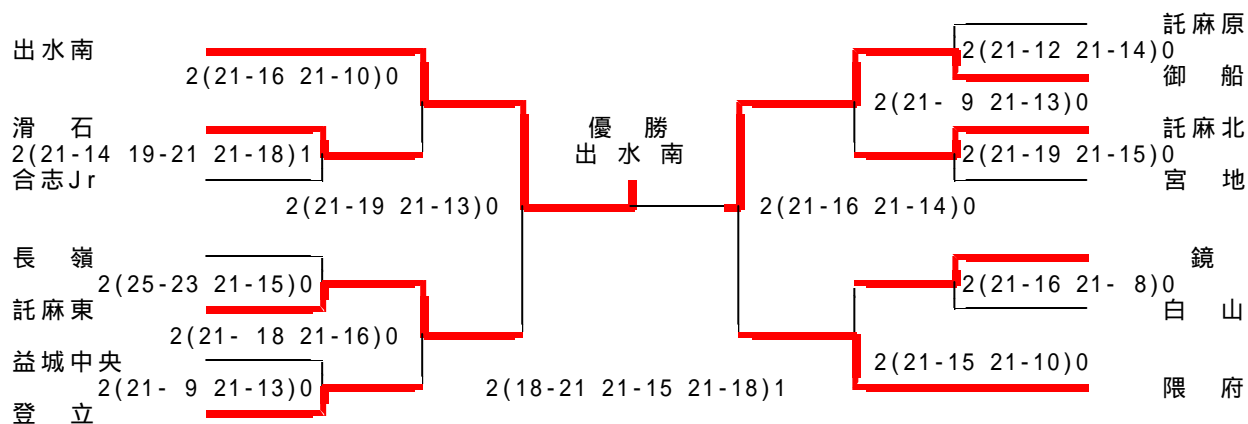 託麻原
出水南
2(21-12 21-14)0
2(21-16 21-10)0
御 船
2(21- 9 21-13)0
滑 石
優 勝
託麻北
2(21-14 19-21 21-18)1
出 水 南
2(21-19 21-15)0
合志Jr
宮 地
2(21-19 21-13)0
2(21-16 21-14)0
長 嶺
鏡
2(25-23 21-15)0
2(21-16 21- 8)0
託麻東
白 山
2(21- 18 21-16)0
益城中央
2(21-15 21-10)0
2(21- 9 21-13)0
2(18-21 21-15 21-18)1
隈 府
登 立